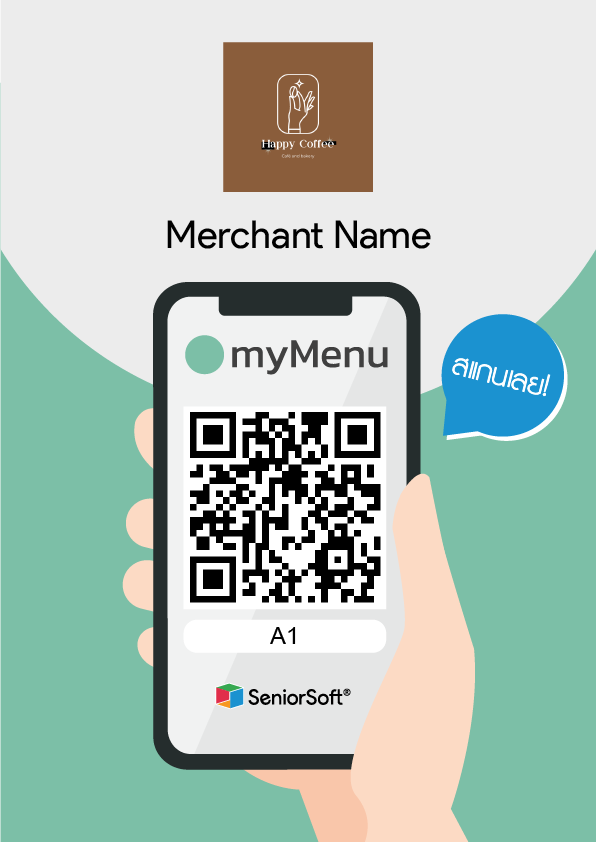 Happy Coffee
Café and bakery
Merchant Name
myMenu
สแกนเลย!
A1
SeniorSoft®